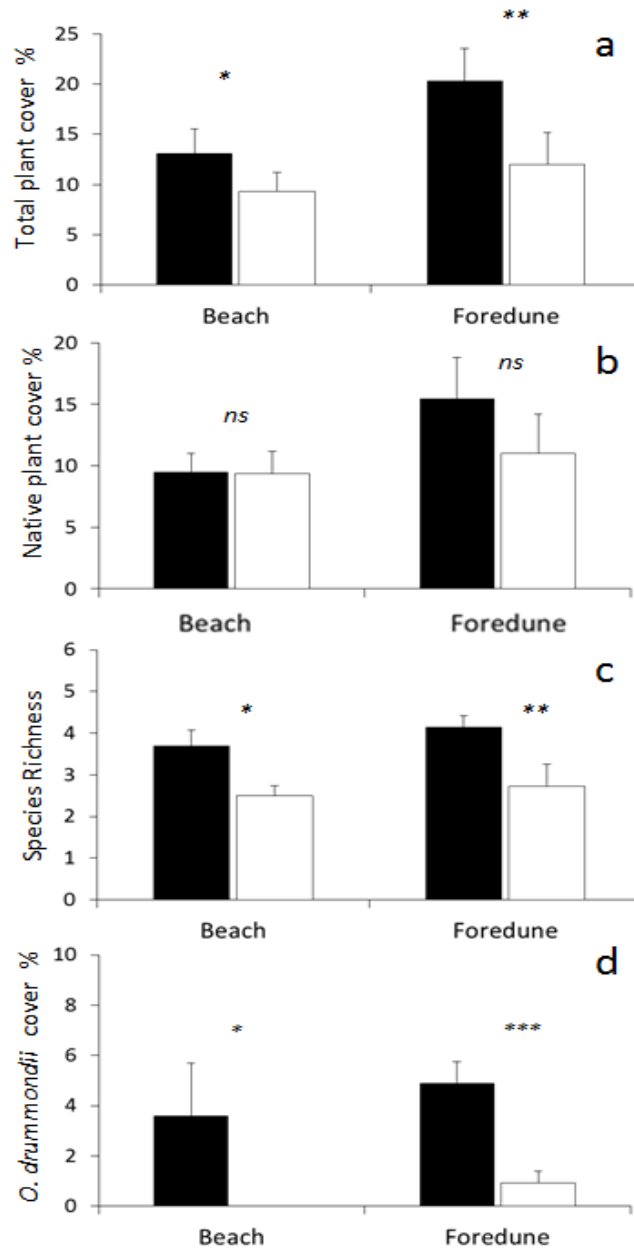 Total plant cover %
25
20
15
10
5
0
*
**
a
Beach Foredune
Native plant cover %
20
15
10
5
0
ns
ns
b
Beach Foredune
Species Richness
6
5
4
3
2
1
0
*
**
c
Beach Foredune
O. drummondii cover %
10
8
6
4
2
0
*
***
d
Beach Foredune